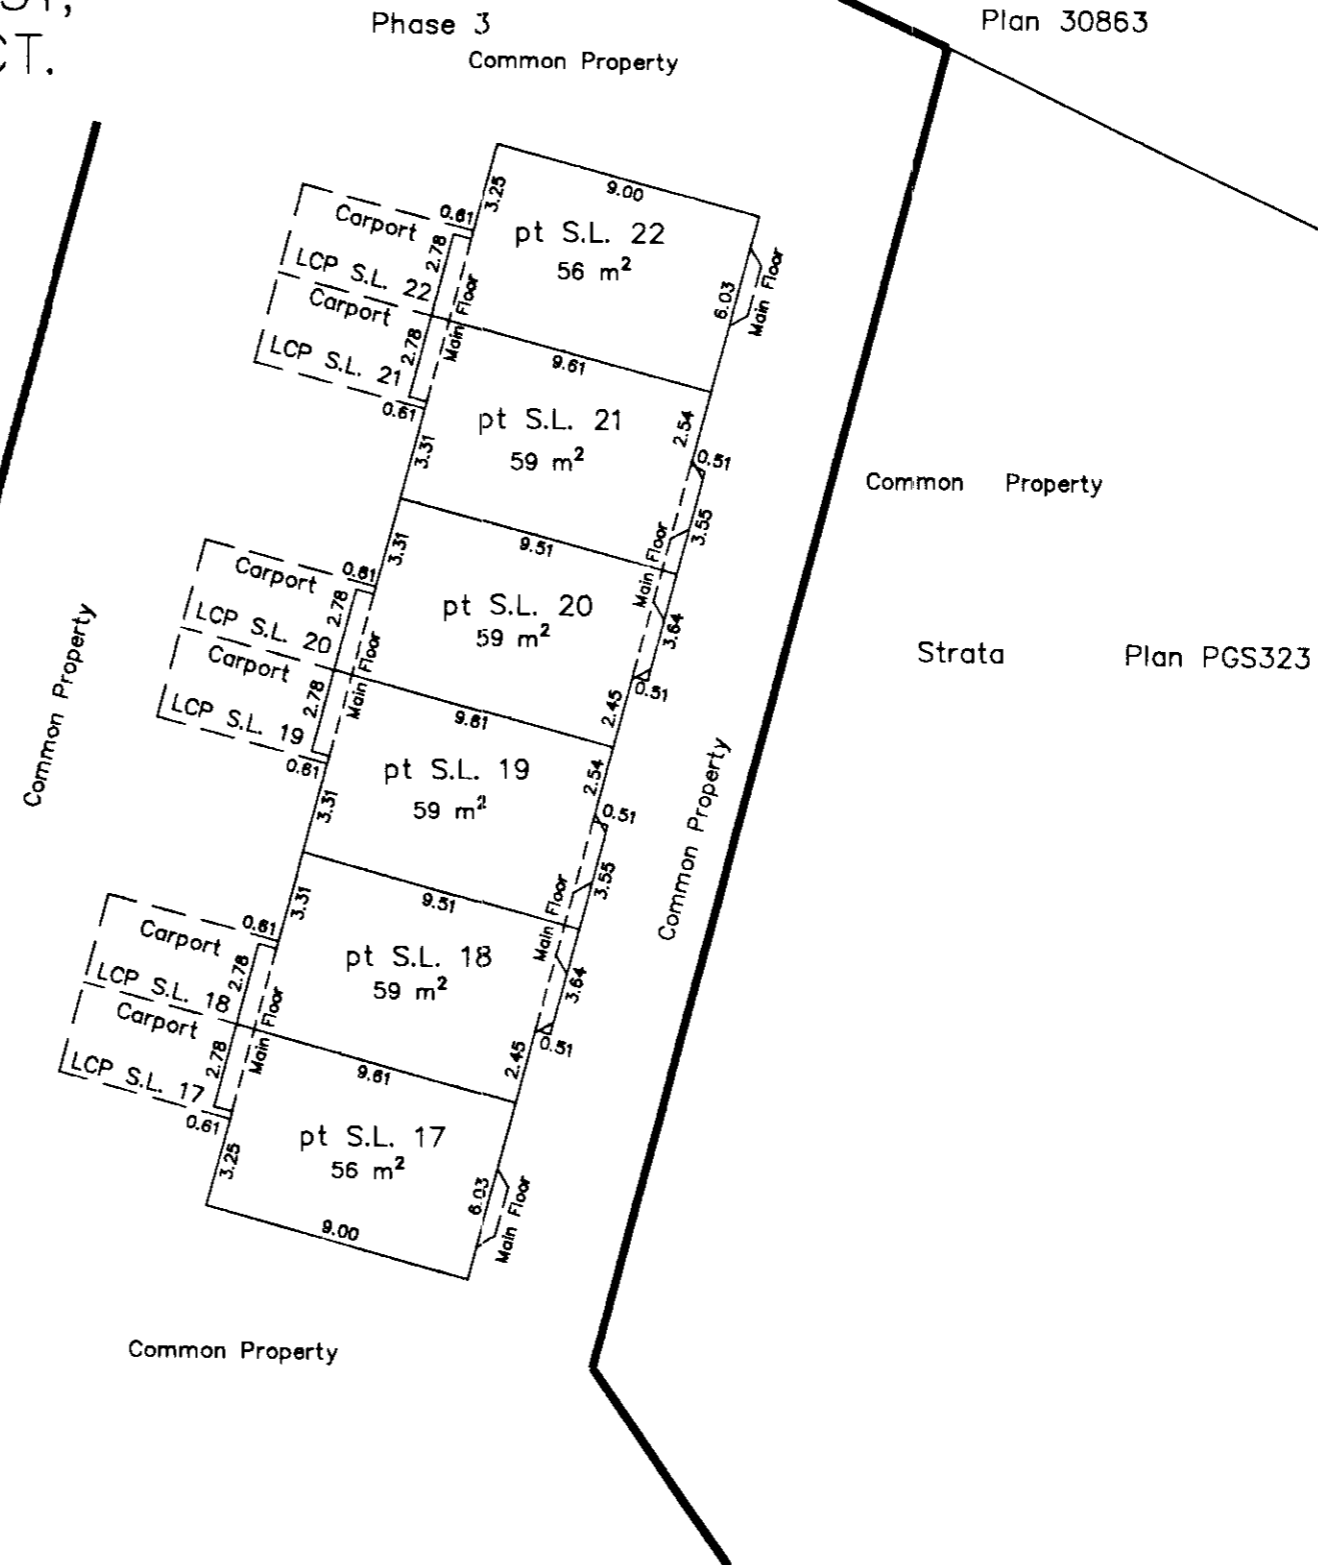 CT.
Phase 3
Common Property
Plan 30863
9.00
3.25
0.61
Carport
2.78
LCP S.L. 22
pt S.L. 22
56 m²
6.03
Main Floor
Main Floor
Carport
2.78
LCP S.L. 21
0.61
9.61
pt S.L. 21
59 m²
2.54
0.51
3.31
3.55
Common Property
9.51
3.31
Main Floor
0.61
Carport
2.78
LCP S.L. 20
pt S.L. 20
59 m²
3.64
0.51
2.45
Main Floor
Carport
2.78
LCP S.L. 19
0.61
9.61
Strata Plan PGS323
Common Property
pt S.L. 19
59 m²
2.54
0.51
3.31
3.55
Common Property
9.51
3.31
Main Floor
0.61
Carport
2.78
LCP S.L. 18
pt S.L. 18
59 m²
3.64
0.51
2.45
Main Floor
Carport
2.78
LCP S.L. 17
0.61
9.61
pt S.L. 17
56 m²
3.25
6.03
Main Floor
9.00
Common Property